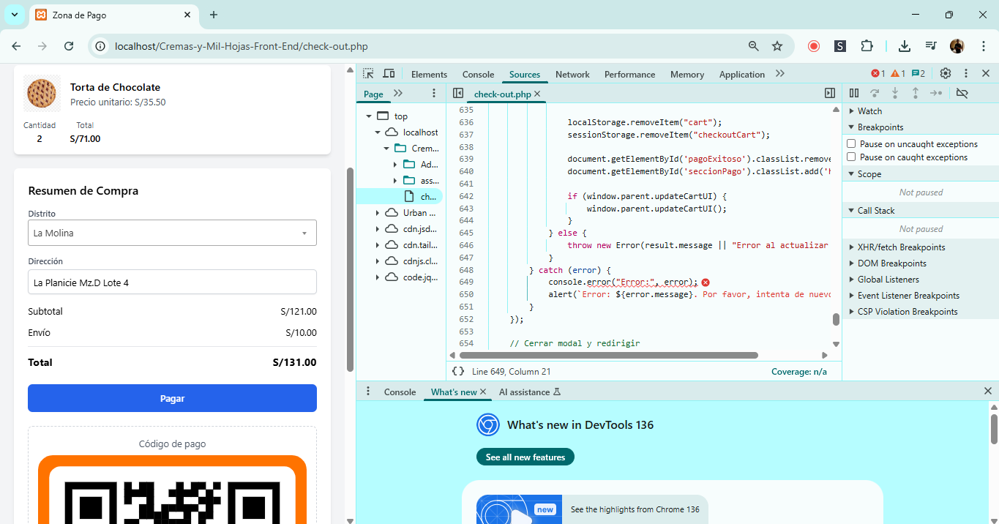 Zona de Pago
localhost/Cremas-y-Mil-Hojas-Front-End/check-out.php
S
Torta de Chocolate
Precio unitario: S/35.50
Cantidad Total
2 S/71.00
Resumen de Compra
Distrito
La Molina
Dirección
La Planicie Mz.D Lote 4
Subtotal S/121.00
Envío S/10.00
Total S/131.00
Pagar
Código de pago
Elements Console Sources Network Performance Memory Application 1 1 2
Page check-out.php
top
localhost
Crem...
Ad...
ass...
ch...
Urban ...
cdn.jsd...
cdn.tail...
cdnjs.cl...
code.jq...
635
636 localStorage.removeItem("cart");
637 sessionStorage.removeItem("checkoutCart");
638
639 document.getElementById('pagoExitoso').classList.remove
640 document.getElementById('seccionPago').classList.add('h
641
642 if (window.parent.updateCartUI) {
643 window.parent.updateCartUI();
644 }
645 } else {
646 throw new Error(result.message || "Error al actualizar
647 }
648 } catch (error) {
649 console.error("Error:", error);
650 alert(`Error: ${error.message}. Por favor, intenta de nuevo
651 }
652 });
653
654 // Cerrar modal y redirigir
{} Line 649, Column 21 Coverage: n/a
Watch
Breakpoints
Pause on uncaught exceptions
Pause on caught exceptions
Scope
Not paused
Call Stack
Not paused
XHR/fetch Breakpoints
DOM Breakpoints
Global Listeners
Event Listener Breakpoints
CSP Violation Breakpoints
Console What's new AI assistance
What's new in DevTools 136
See all new features
new
See the highlights from Chrome 136